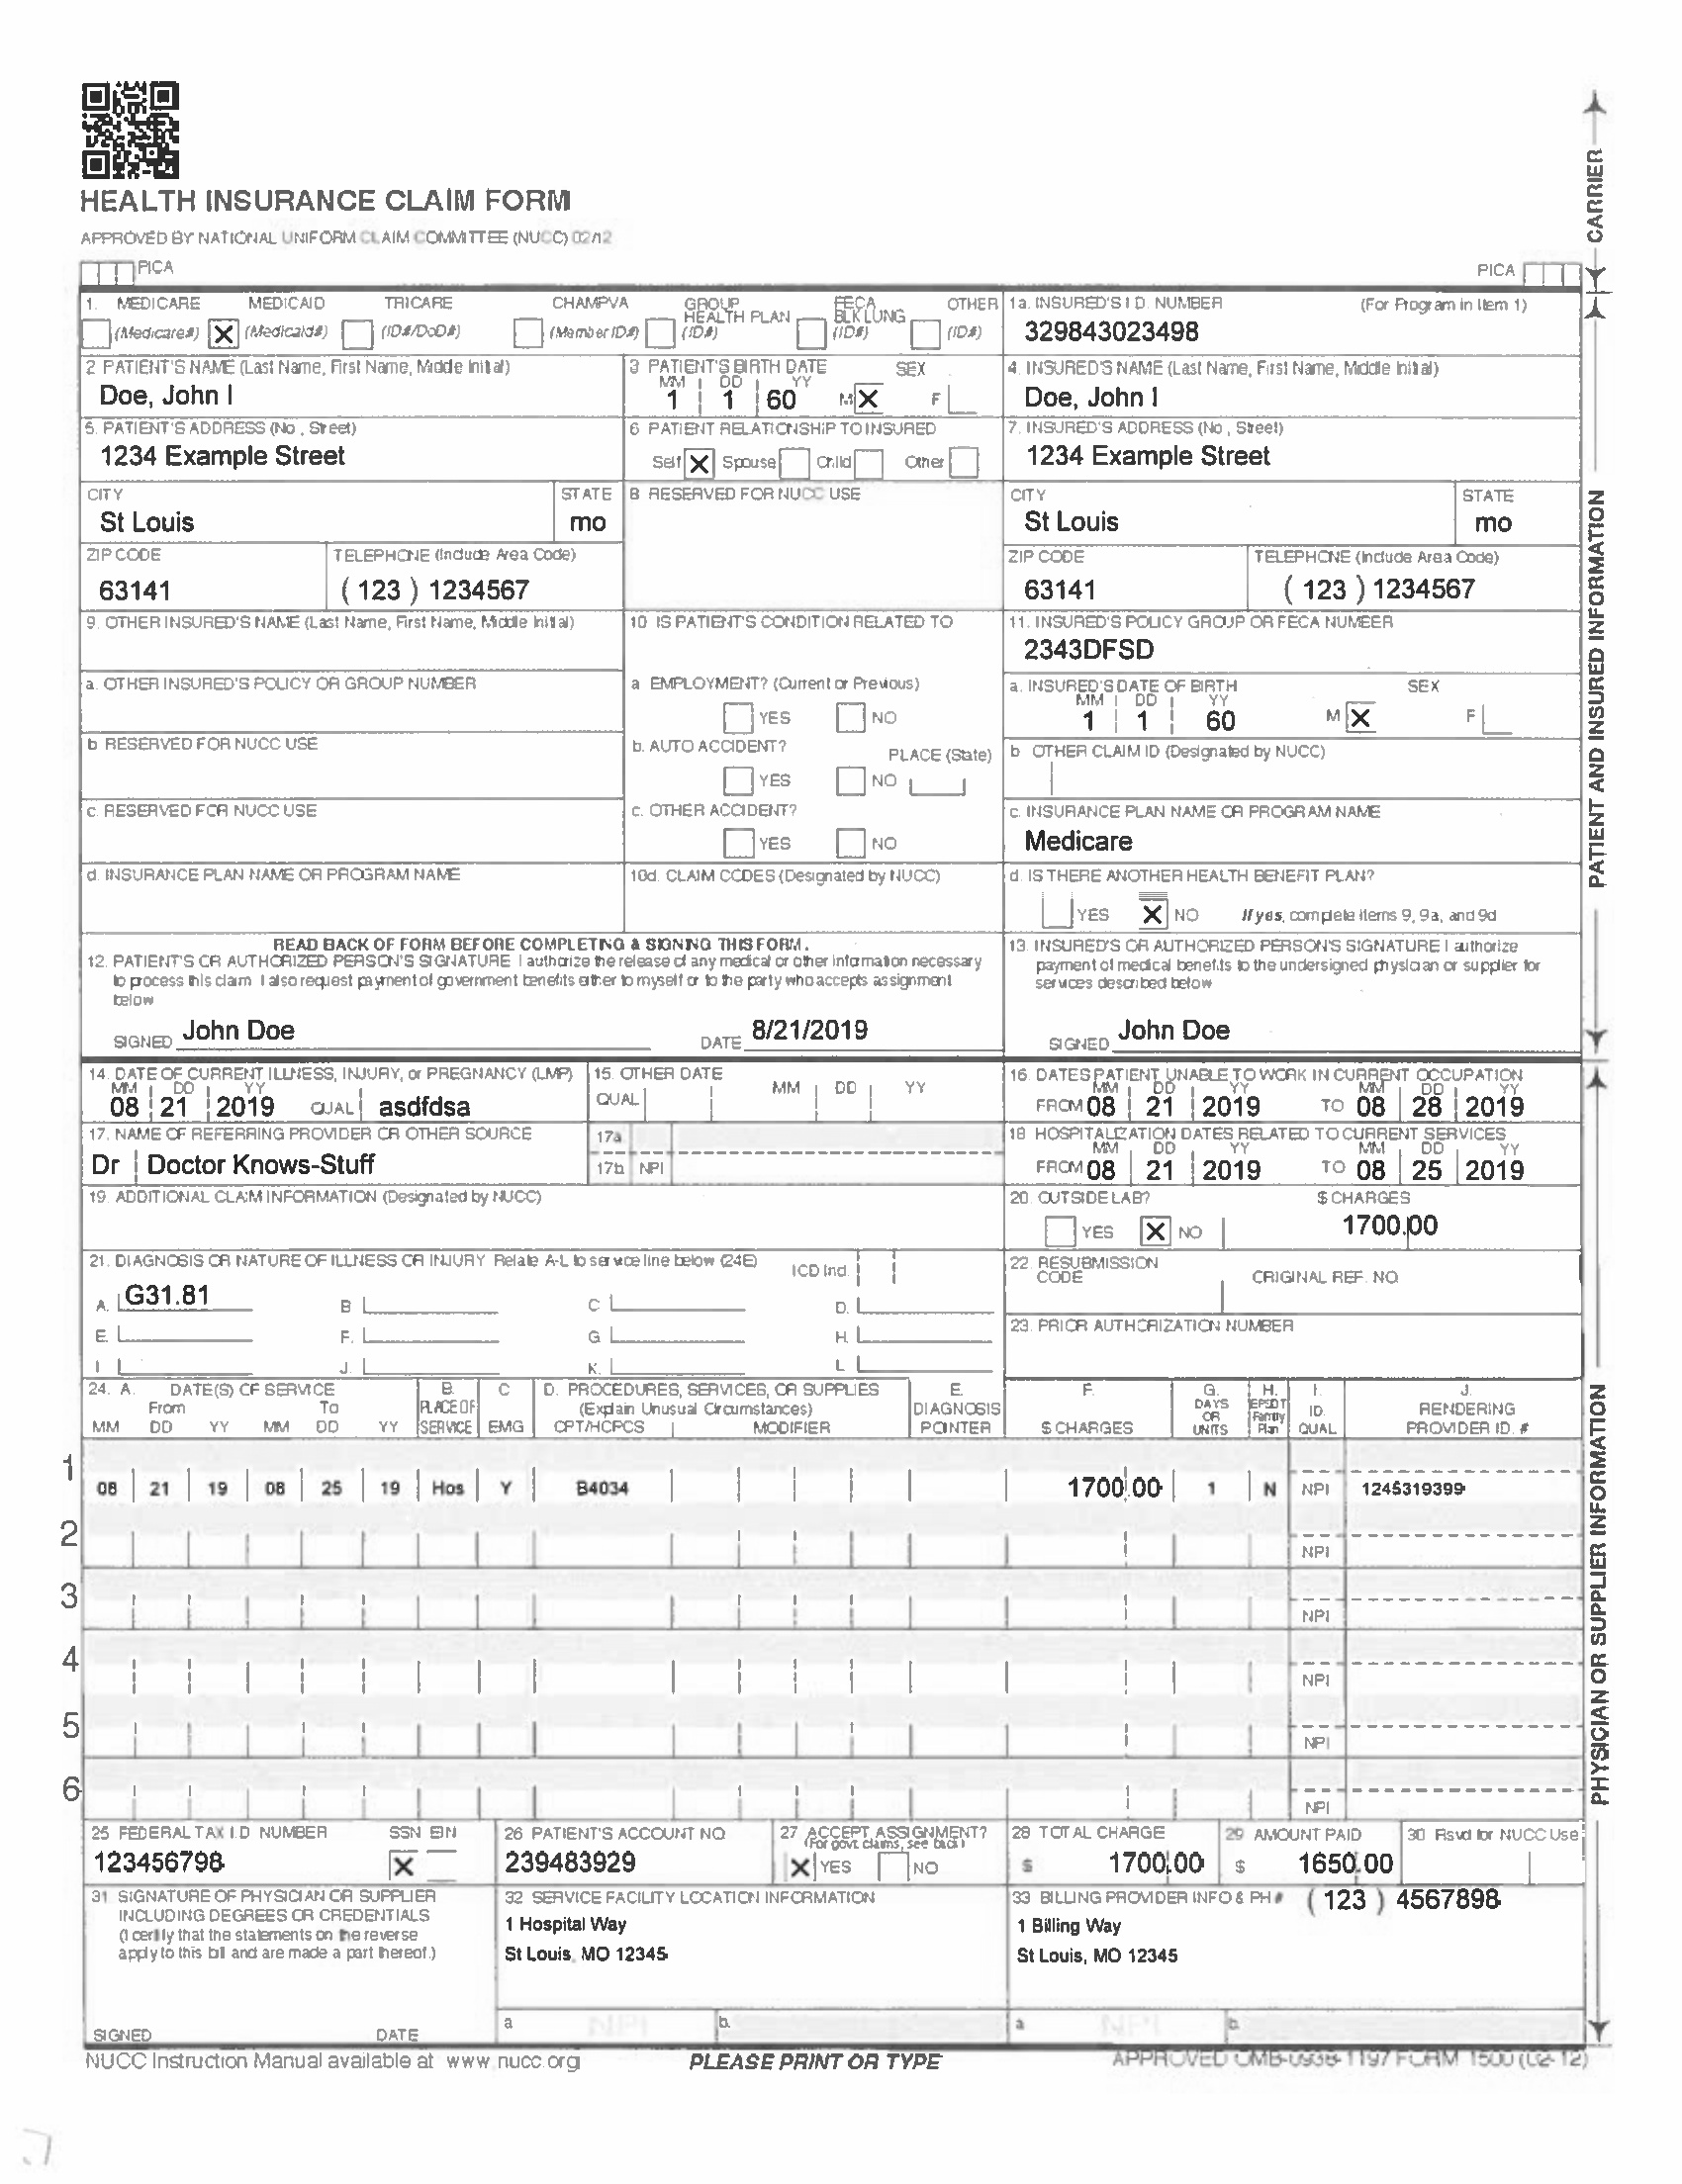 HEALTH INSURANCE CLAIM FORM
APPROVED BY NATIONAL UNIFORM CLAIM COMMITTEE (NUCC) 02/12
PICA PICA
CARRIER
1. MEDICARE MEDICAID TRICARE CHAMPVA GROUP HEALTH PLAN FECA BLK LUNG OTHER
(Medicare#) X (Medicaid#) (ID#/DoD#) (Member ID#) (ID#) (ID#) (ID#)
1a. INSURED'S I.D. NUMBER (For Program in Item 1)
329843023498
2 PATIENT'S NAME (Last Name, First Name, Middle Initial)
Doe, John I
3 PATIENT'S BIRTH DATE SEX
MM DD YY
1 1 60 M X F
4. INSURED'S NAME (Last Name, First Name, Middle Initial)
Doe, John I
5. PATIENT'S ADDRESS (No., Street)
1234 Example Street
6 PATIENT RELATIONSHIP TO INSURED
Self X Spouse Child Other
7. INSURED'S ADDRESS (No., Street)
1234 Example Street
CITY STATE
St Louis mo
8 RESERVED FOR NUCC USE
CITY STATE
St Louis mo
ZIP CODE TELEPHONE (Include Area Code)
63141 ( 123 ) 1234567
ZIP CODE TELEPHONE (Include Area Code)
63141 ( 123 ) 1234567
9. OTHER INSURED'S NAME (Last Name, First Name, Middle Initial)
10 IS PATIENT'S CONDITION RELATED TO
11. INSURED'S POLICY GROUP OR FECA NUMBER
2343DFSD
a. OTHER INSURED'S POLICY OR GROUP NUMBER
a EMPLOYMENT? (Current or Previous)
YES NO
a. INSURED'S DATE OF BIRTH SEX
MM DD YY
1 1 60 M X F
b RESERVED FOR NUCC USE
b. AUTO ACCIDENT? PLACE (State)
YES NO
b OTHER CLAIM ID (Designated by NUCC)
c. RESERVED FOR NUCC USE
c. OTHER ACCIDENT?
YES NO
c. INSURANCE PLAN NAME OR PROGRAM NAME
Medicare
d. INSURANCE PLAN NAME OR PROGRAM NAME
10d. CLAIM CODES (Designated by NUCC)
d. IS THERE ANOTHER HEALTH BENEFIT PLAN?
YES X NO If yes, complete items 9, 9a, and 9d
PATIENT AND INSURED INFORMATION
READ BACK OF FORM BEFORE COMPLETING & SIGNING THIS FORM.
12. PATIENT'S OR AUTHORIZED PERSON'S SIGNATURE I authorize the release of any medical or other information necessary
to process this claim I also request payment of government benefits either to myself or to the party who accepts assignment
below
SIGNED John Doe DATE 8/21/2019
13. INSURED'S OR AUTHORIZED PERSON'S SIGNATURE I authorize
payment of medical benefits to the undersigned physician or supplier for
services described below
SIGNED John Doe
14. DATE OF CURRENT ILLNESS, INJURY, or PREGNANCY (LMP)
MM DD YY
08 21 2019 QUAL asdfdsa
15. OTHER DATE
QUAL MM DD YY
16. DATES PATIENT UNABLE TO WORK IN CURRENT OCCUPATION
MM DD YY MM DD YY
FROM 08 21 2019 TO 08 28 2019
17. NAME OF REFERRING PROVIDER OR OTHER SOURCE
Dr Doctor Knows-Stuff
17a
17b NPI
18 HOSPITALIZATION DATES RELATED TO CURRENT SERVICES
MM DD YY MM DD YY
FROM 08 21 2019 TO 08 25 2019
19. ADDITIONAL CLAIM INFORMATION (Designated by NUCC)
20. OUTSIDE LAB? $ CHARGES
YES X NO 1700.00
21. DIAGNOSIS OR NATURE OF ILLNESS OR INJURY Relate A-L to service line below (24E) ICD Ind.
A. G31.81 B C D.
E. F. G H.
I J. K. L
22. RESUBMISSION
CODE ORIGINAL REF. NO
23. PRIOR AUTHORIZATION NUMBER
24. A. DATE(S) OF SERVICE B. C D. PROCEDURES, SERVICES, OR SUPPLIES E. F. G. H. I. J.
From To PLACE OF (Explain Unusual Circumstances) DIAGNOSIS DAYS OR EPSDT Family ID. RENDERING
MM DD YY MM DD YY SERVICE EMG CPT/HCPCS MODIFIER POINTER $ CHARGES UNITS Plan QUAL PROVIDER ID. #
1 08 21 19 08 25 19 Hos Y B4034 1700.00 1 N NPI 1245319399
2 NPI
3 NPI
4 NPI
5 NPI
6 NPI
PHYSICIAN OR SUPPLIER INFORMATION
25 FEDERAL TAX I.D NUMBER SSN EIN
123456798 X
26 PATIENT'S ACCOUNT NO
239483929
27 ACCEPT ASSIGNMENT?
(For govt. claims, see back)
X YES NO
28 TOTAL CHARGE
$ 1700.00
29 AMOUNT PAID
$ 1650.00
30 Rsvd for NUCC Use
31 SIGNATURE OF PHYSICIAN OR SUPPLIER
INCLUDING DEGREES OR CREDENTIALS
(I certify that the statements on the reverse
apply to this bill and are made a part thereof.)
SIGNED DATE
32 SERVICE FACILITY LOCATION INFORMATION
1 Hospital Way
St Louis, MO 12345
a NPI b.
33 BILLING PROVIDER INFO & PH # ( 123 ) 4567898
1 Billing Way
St Louis, MO 12345
a NPI b.
NUCC Instruction Manual available at www.nucc.org PLEASE PRINT OR TYPE APPROVED OMB-0938-1197 FORM 1500 (02-12)